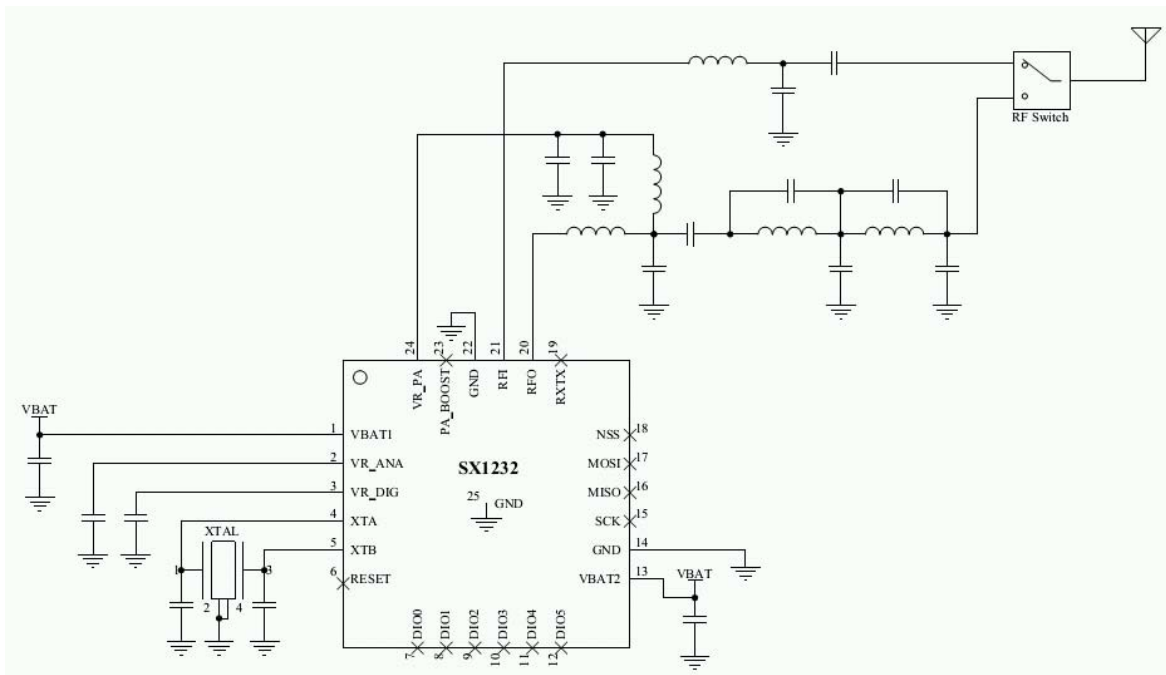 RF Switch
24
23
22
21
20
19
VR_PA
PA_BOOST
GND
RFI
RFO
RXTX
VBAT
1
VBAT1
2
VR_ANA
3
VR_DIG
4
XTA
5
XTB
6
RESET
XTAL
1
3
2
4
SX1232
25
GND
NSS
18
MOSI
17
MISO
16
SCK
15
GND
14
VBAT2
13
VBAT
DIO0
DIO1
DIO2
DIO3
DIO4
DIO5
7
8
9
10
11
12